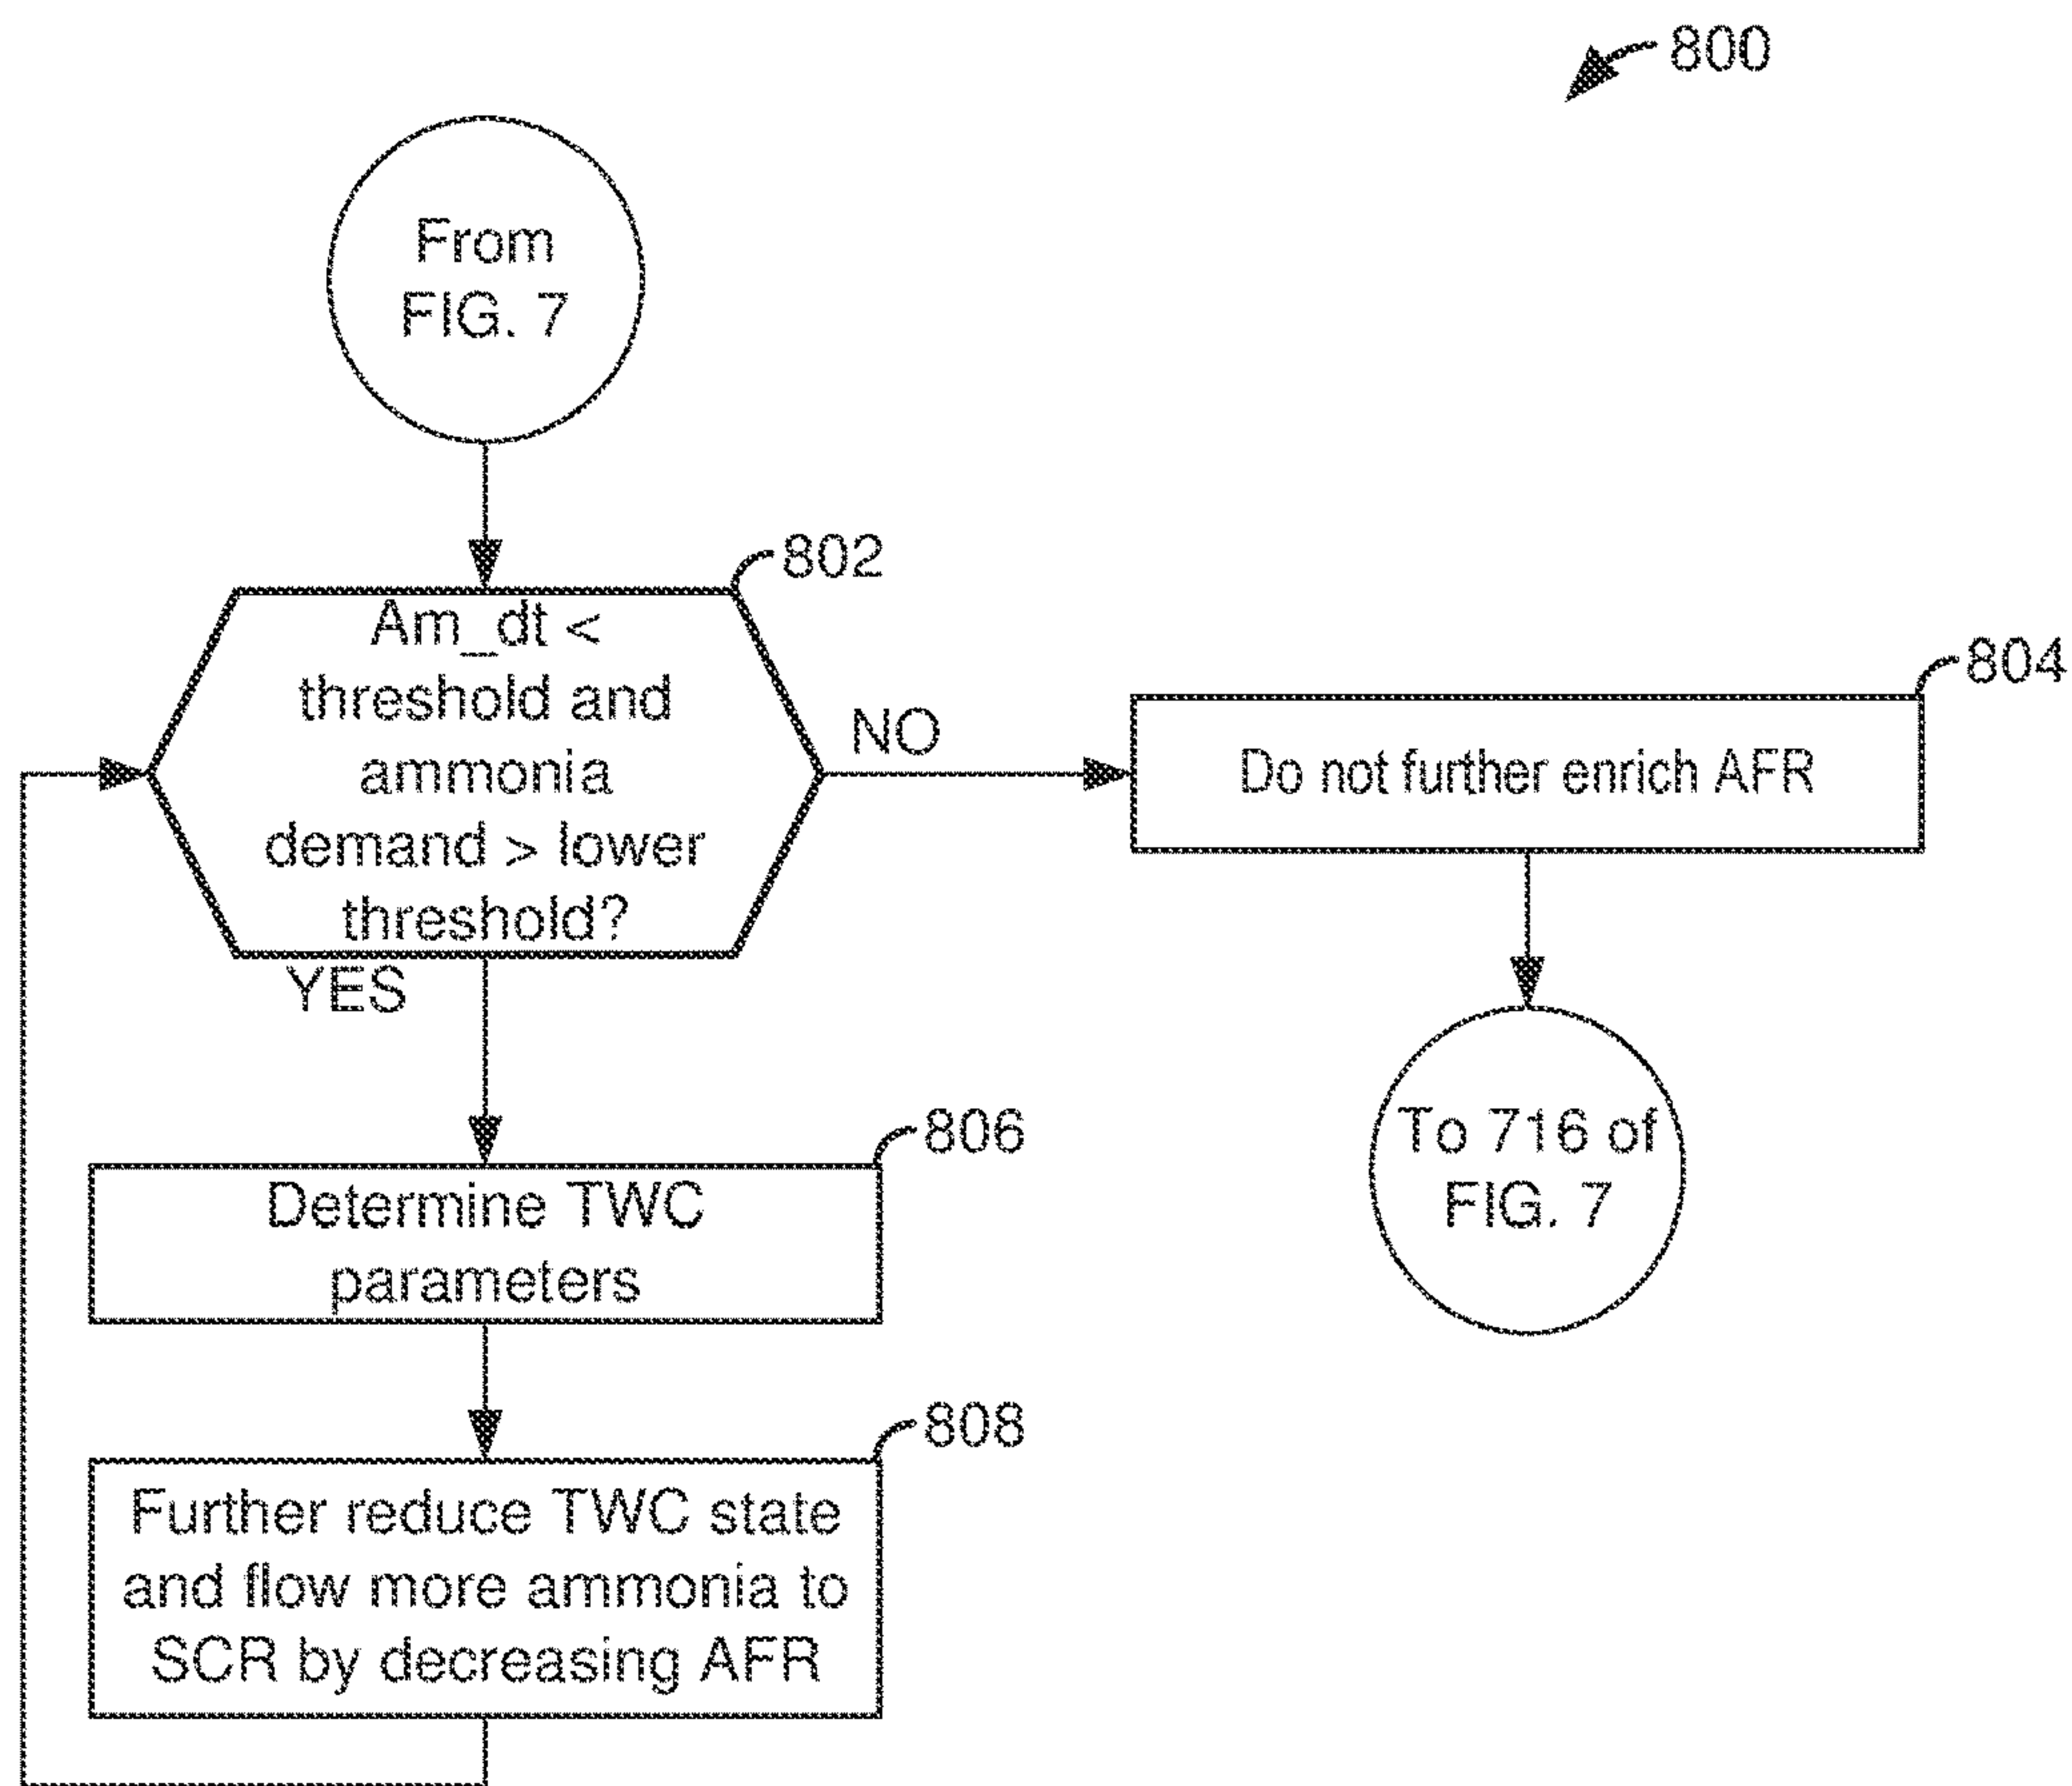 800
From
FIG. 7
802
Am_dt <
threshold and
ammonia
demand > lower
threshold?
NO
YES
804
Do not further enrich AFR
To 716 of
FIG. 7
806
Determine TWC
parameters
808
Further reduce TWC state
and flow more ammonia to
SCR by decreasing AFR